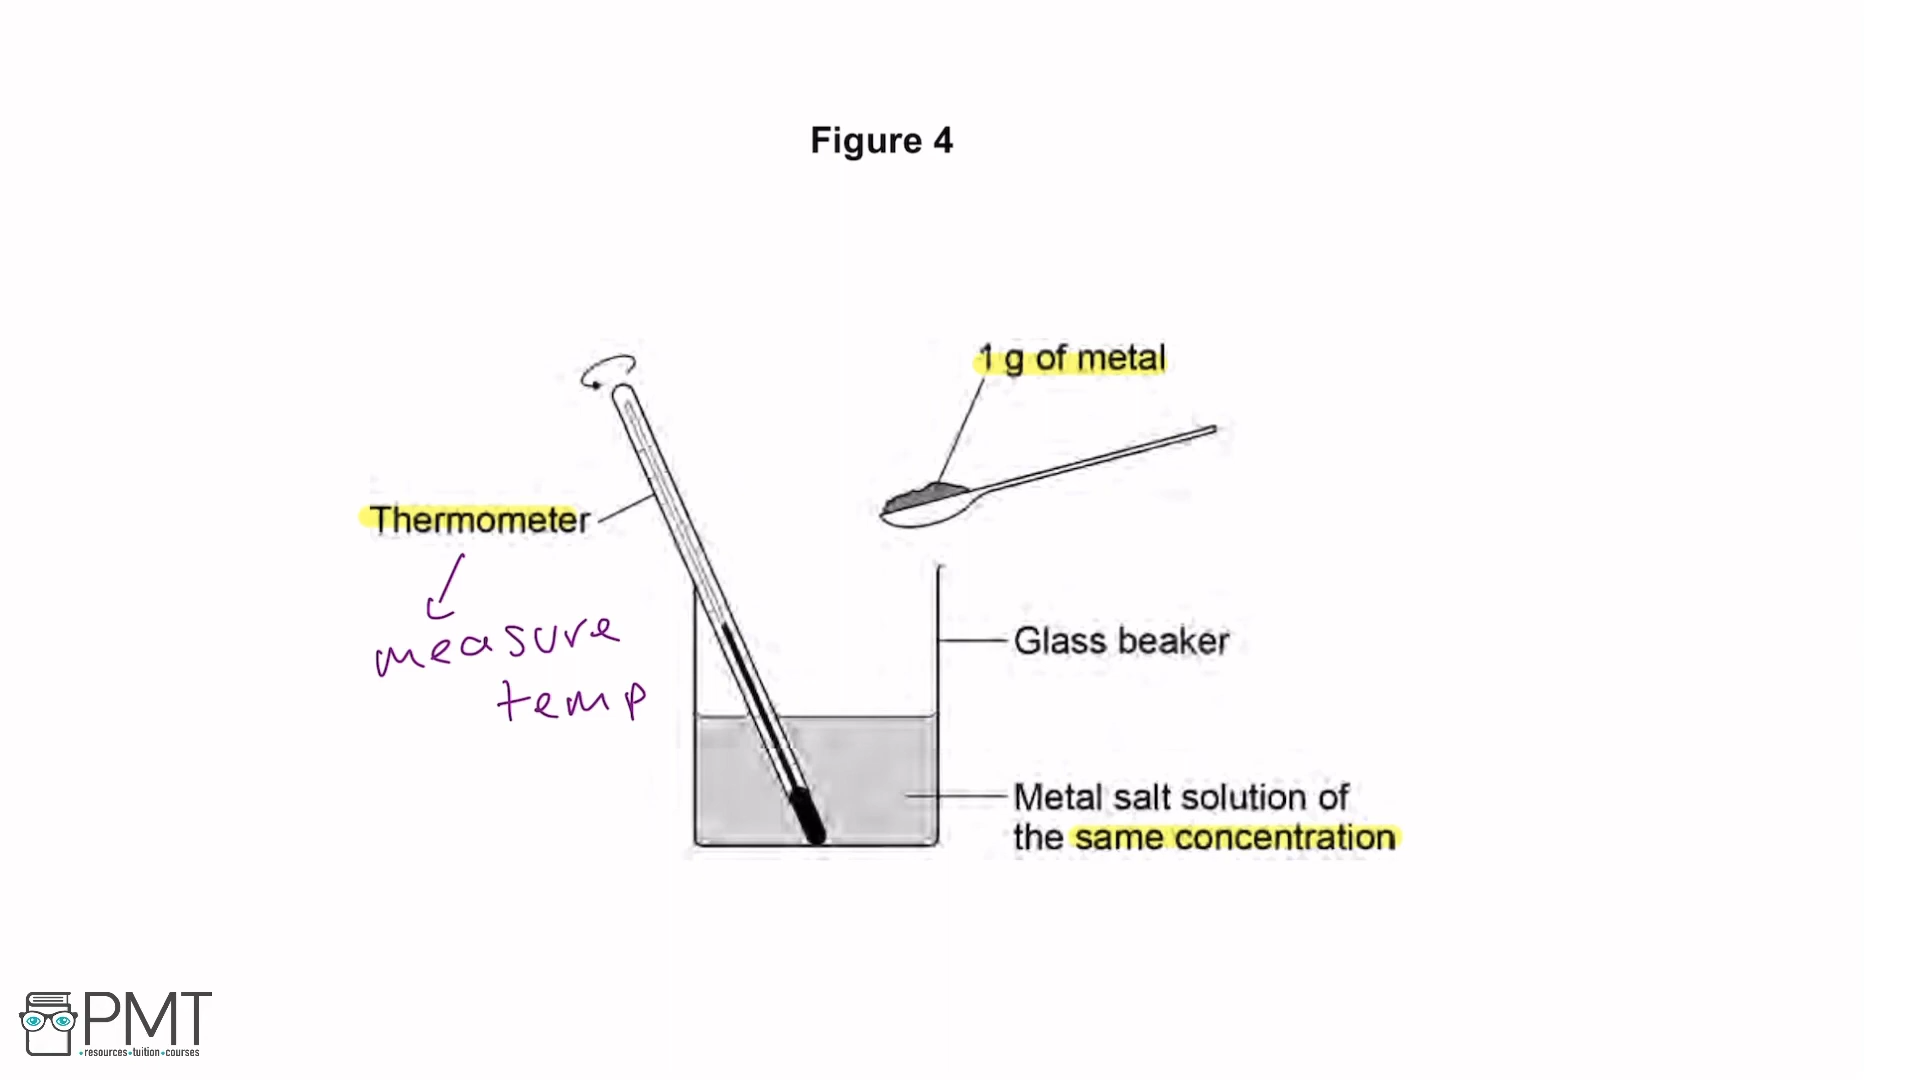 Figure 4
1 g of metal
Thermometer
measure
temp
Glass beaker
Metal salt solution of
the same concentration
PMT
•resources•tuition•courses